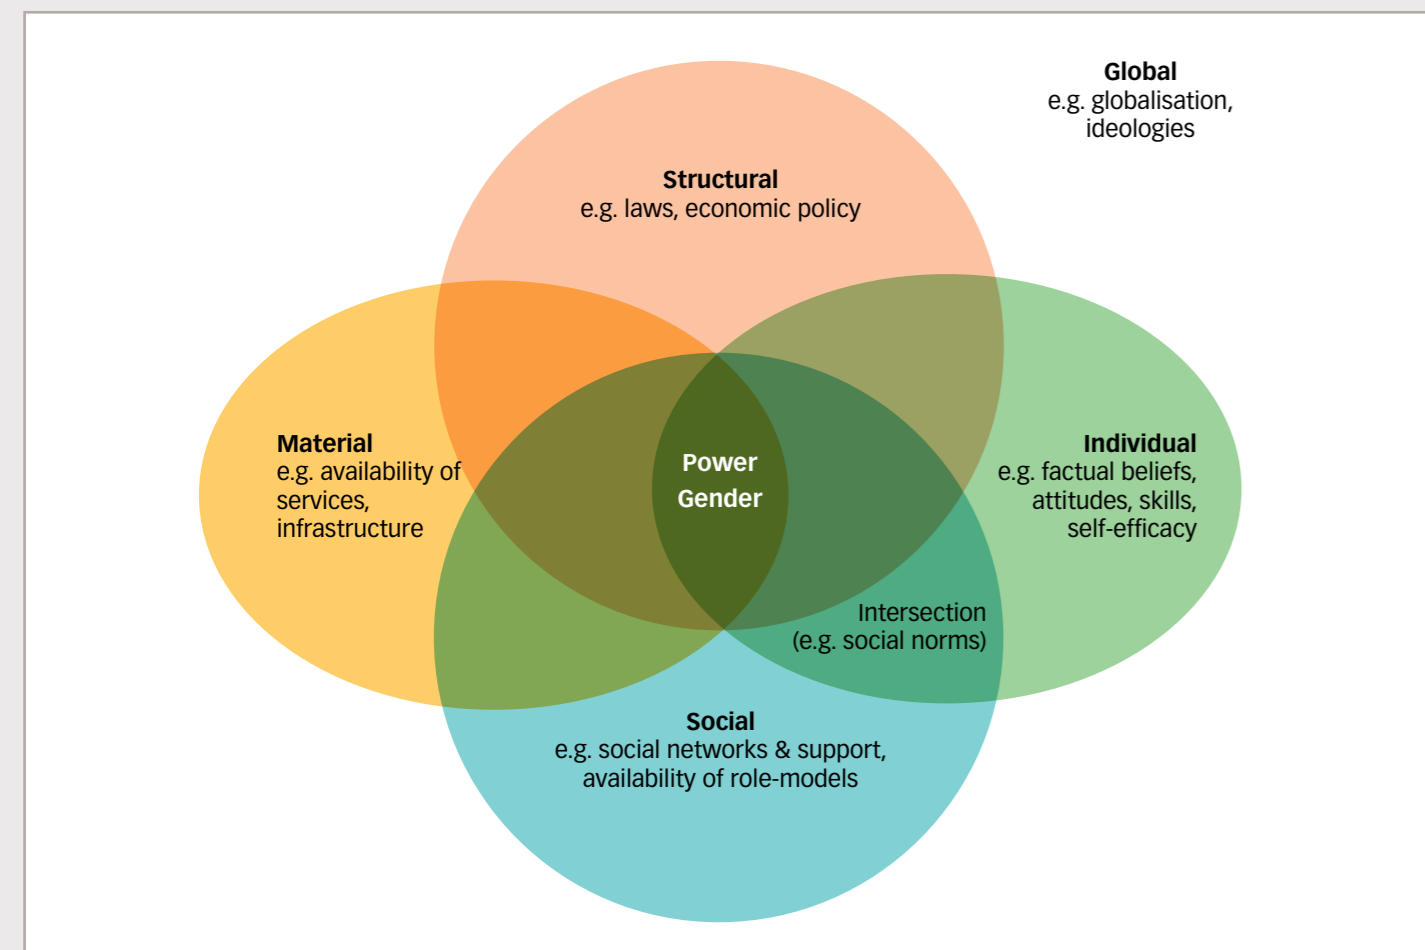 Global
e.g. globalisation,
ideologies
Structural
e.g. laws, economic policy
Material
e.g. availability of
services,
infrastructure
Power
Gender
Individual
e.g. factual beliefs,
attitudes, skills,
self-efficacy
Intersection
(e.g. social norms)
Social
e.g. social networks & support,
availability of role-models